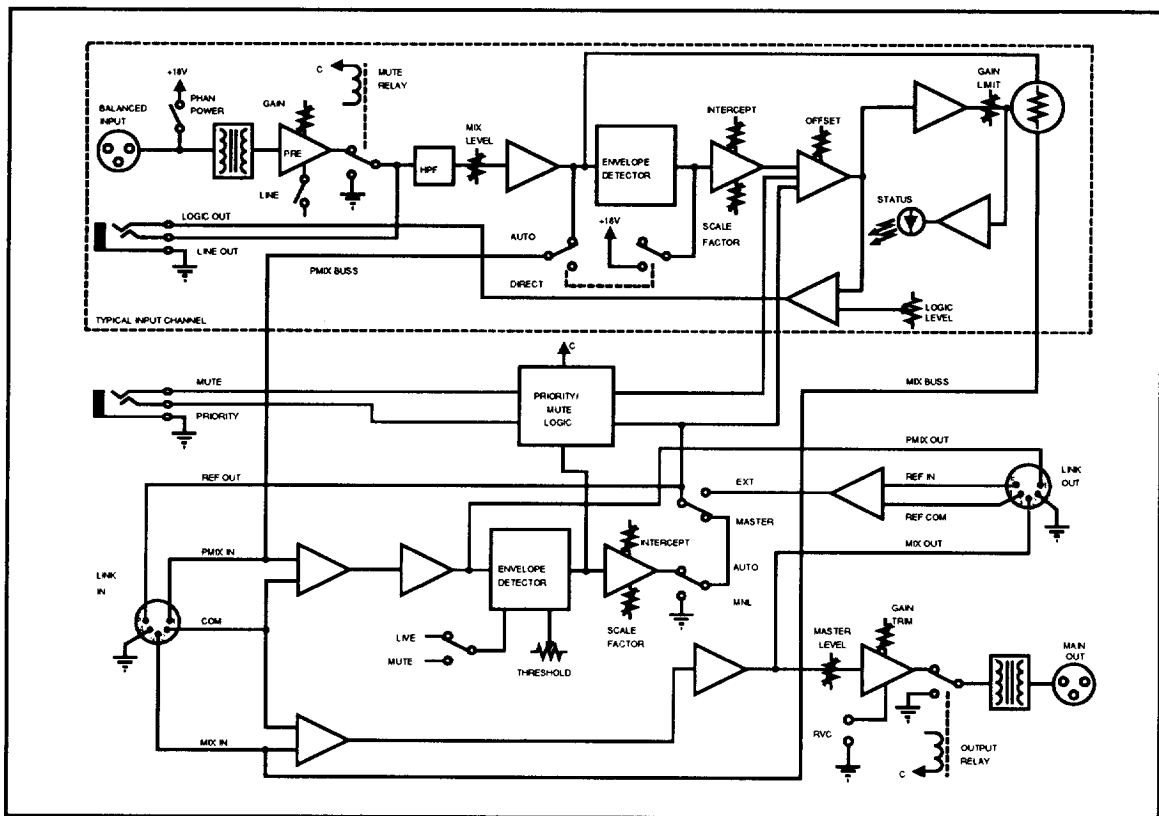 C
MUTE
RELAY
+18V
PHAN
POWER
GAIN
GAIN
LIMIT
BALANCED
INPUT
INTERCEPT
OFFSET
MIX
LEVEL
PRE
HPF
ENVELOPE
DETECTOR
LINE
STATUS
LOGIC OUT
+18V
SCALE
FACTOR
AUTO
LINE OUT
PMIX BUSS
DIRECT
LOGIC
LEVEL
TYPICAL INPUT CHANNEL
C
MUTE
MIX BUSS
PRIORITY/
MUTE
LOGIC
PRIORITY
PMIX OUT
REF OUT
EXT
REF IN
LINK
OUT
MASTER
REF COM
MIX OUT
INTERCEPT
PMIX IN
AUTO
LINK
IN
ENVELOPE
DETECTOR
MNL
COM
SCALE
FACTOR
GAIN
TRIM
LIVE
MASTER
LEVEL
MAIN
OUT
MUTE
THRESHOLD
MIX IN
RVC
OUTPUT
RELAY
C